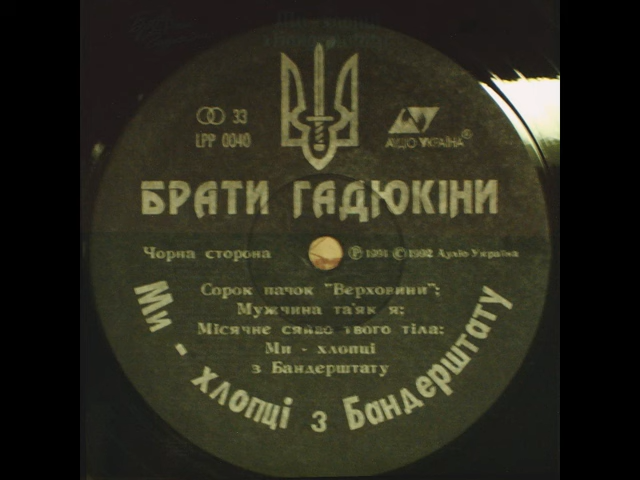 33
LPP 0040
АУДІО УКРАЇНА®
БРАТИ ГАДЮКІНИ
Чорна сторона
Ⓟ 1991 © 1992 Аудіо Україна
Сорок пачок "Верховини";
Мужчина та'як я;
Місячне сяйво твого тіла;
Ми - хлопці
з Бандерштату
Ми - хлопці з Бандерштату